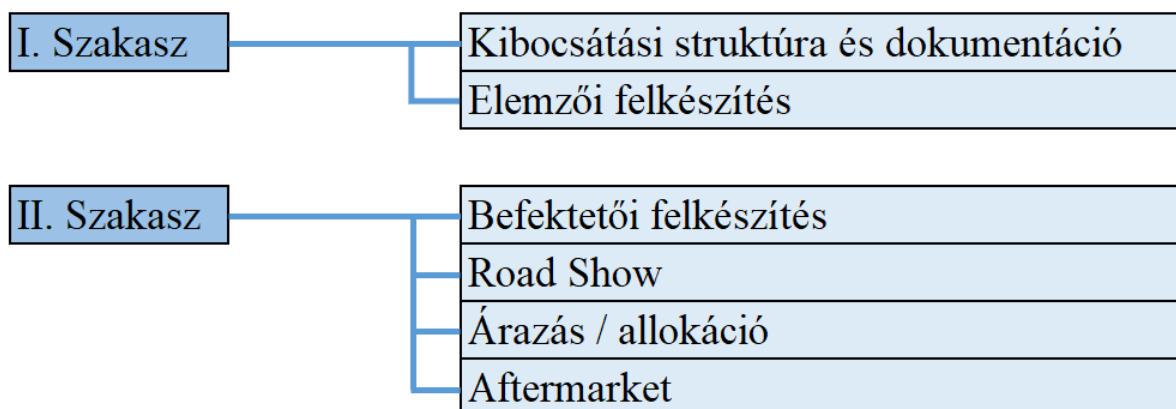 I. Szakasz
Kibocsátási struktúra és dokumentáció
Elemzői felkészítés
II. Szakasz
Befektetői felkészítés
Road Show
Árazás / allokáció
Aftermarket